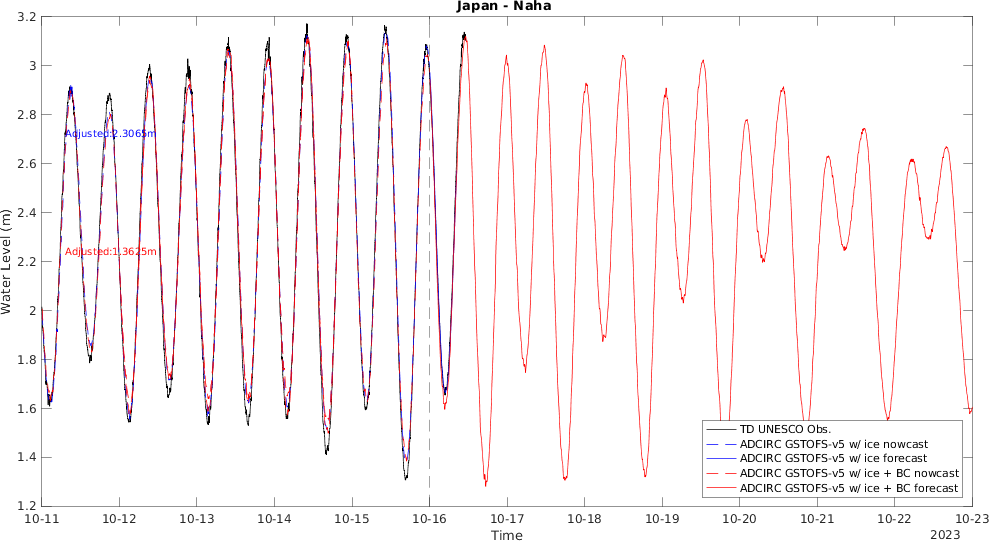 Japan - Naha
3.2
3
2.8
2.6
2.4
2.2
2
1.8
1.6
1.4
1.2
Water Level (m)
Adjusted:2.3065m
Adjusted:1.3625m
TD UNESCO Obs.
ADCIRC GSTOFS-v5 w/ ice nowcast
ADCIRC GSTOFS-v5 w/ ice forecast
ADCIRC GSTOFS-v5 w/ ice + BC nowcast
ADCIRC GSTOFS-v5 w/ ice + BC forecast
10-11 10-12 10-13 10-14 10-15 10-16 10-17 10-18 10-19 10-20 10-21 10-22 10-23
Time
2023